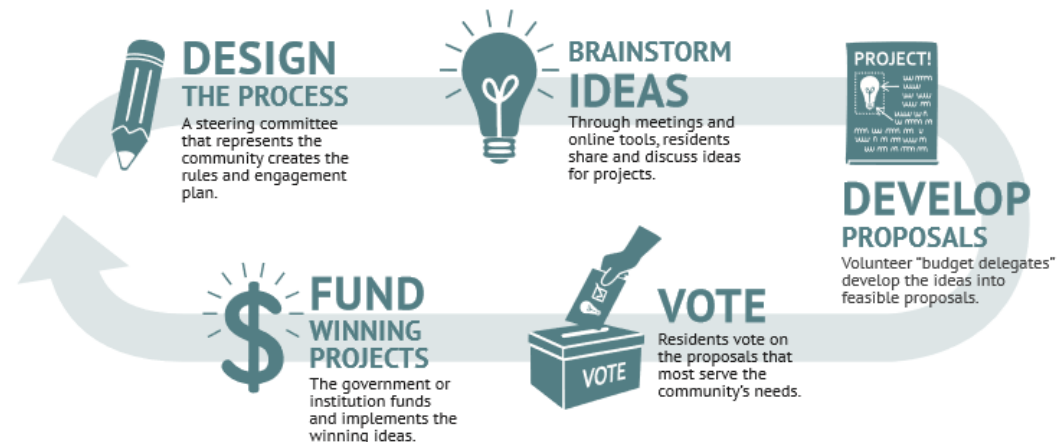 DESIGN
THE PROCESS
A steering committee
that represents the
community creates the
rules and engagement
plan.
BRAINSTORM
IDEAS
Through meetings and
online tools, residents
share and discuss ideas
for projects.
PROJECT!
DEVELOP
PROPOSALS
Volunteer “budget delegates”
develop the ideas into
feasible proposals.
VOTE
VOTE
Residents vote on
the proposals that
most serve the
community’s needs.
FUND
WINNING
PROJECTS
The government or
institution funds
and implements the
winning ideas.